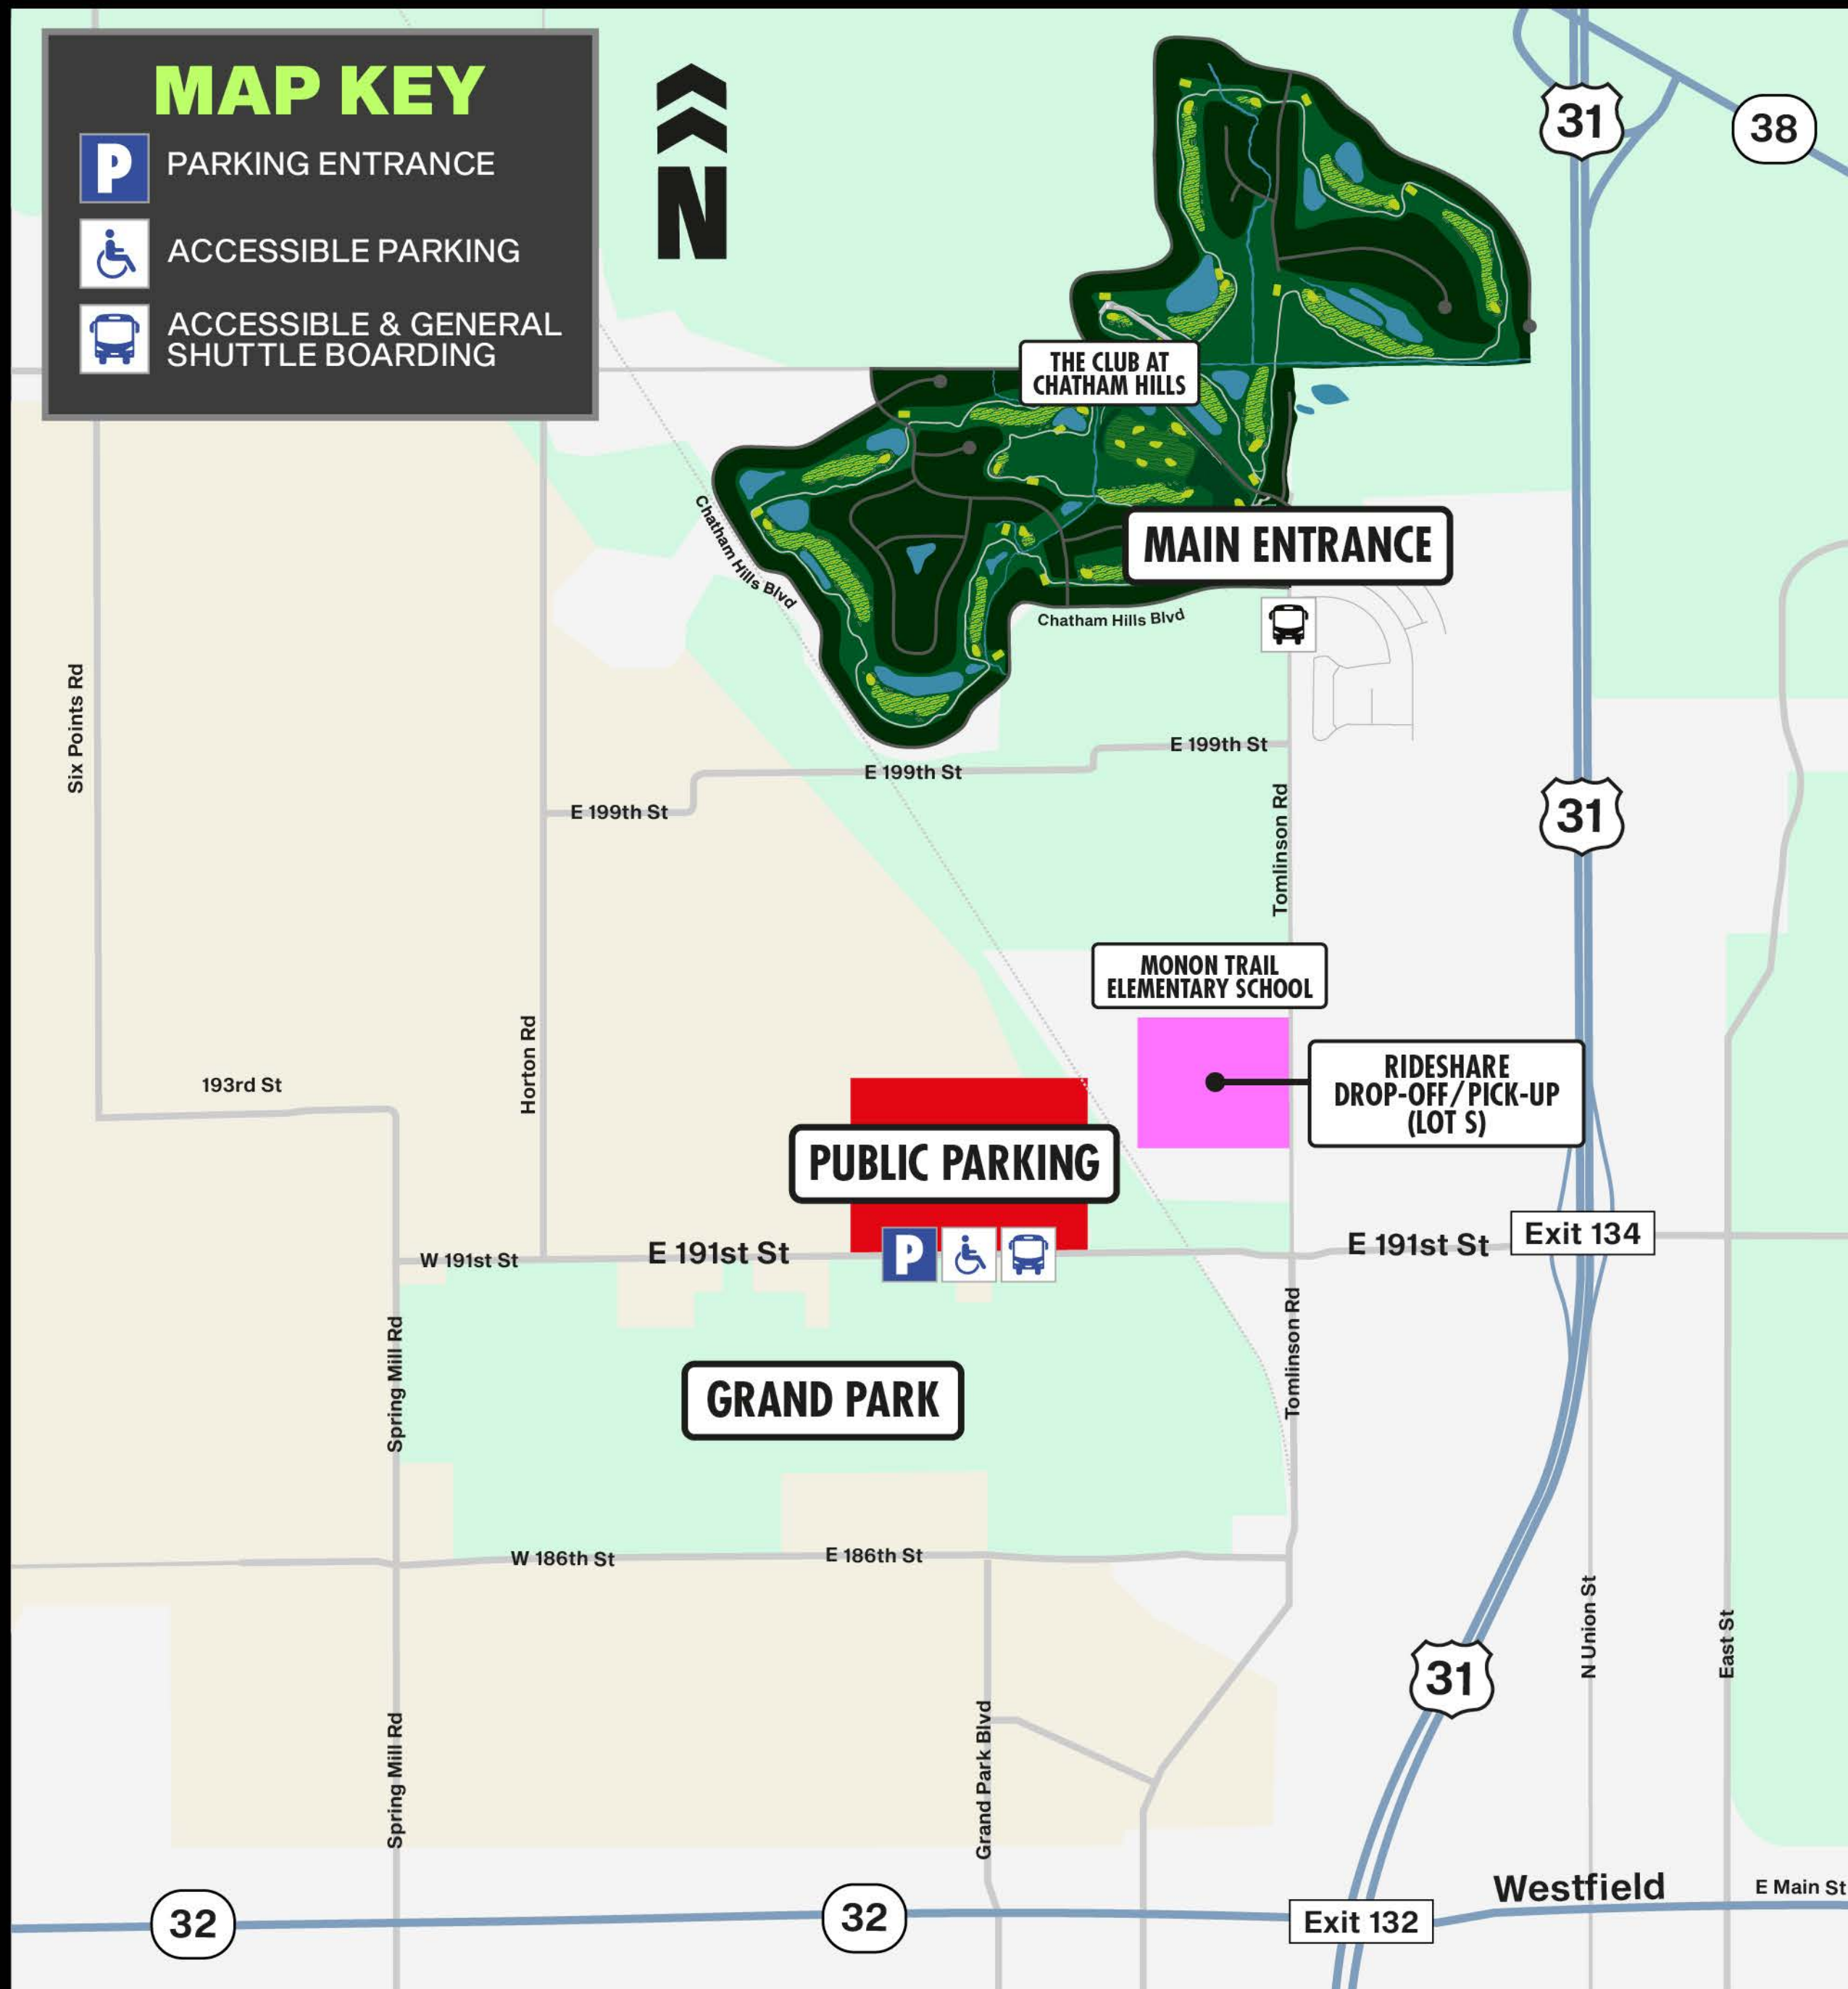 MAP KEY
P PARKING ENTRANCE
ACCESSIBLE PARKING
ACCESSIBLE & GENERAL
SHUTTLE BOARDING
N
31
38
THE CLUB AT
CHATHAM HILLS
MAIN ENTRANCE
Chatham Hills Blvd
Chatham Hills Blvd
Six Points Rd
E 199th St
E 199th St
E 199th St
Tomlinson Rd
31
MONON TRAIL
ELEMENTARY SCHOOL
RIDESHARE
DROP-OFF/PICK-UP
(LOT S)
Horton Rd
193rd St
PUBLIC PARKING
P
W 191st St
E 191st St
E 191st St
Exit 134
Spring Mill Rd
Tomlinson Rd
GRAND PARK
W 186th St
E 186th St
N Union St
East St
31
Spring Mill Rd
Grand Park Blvd
Westfield
E Main St
32
32
Exit 132